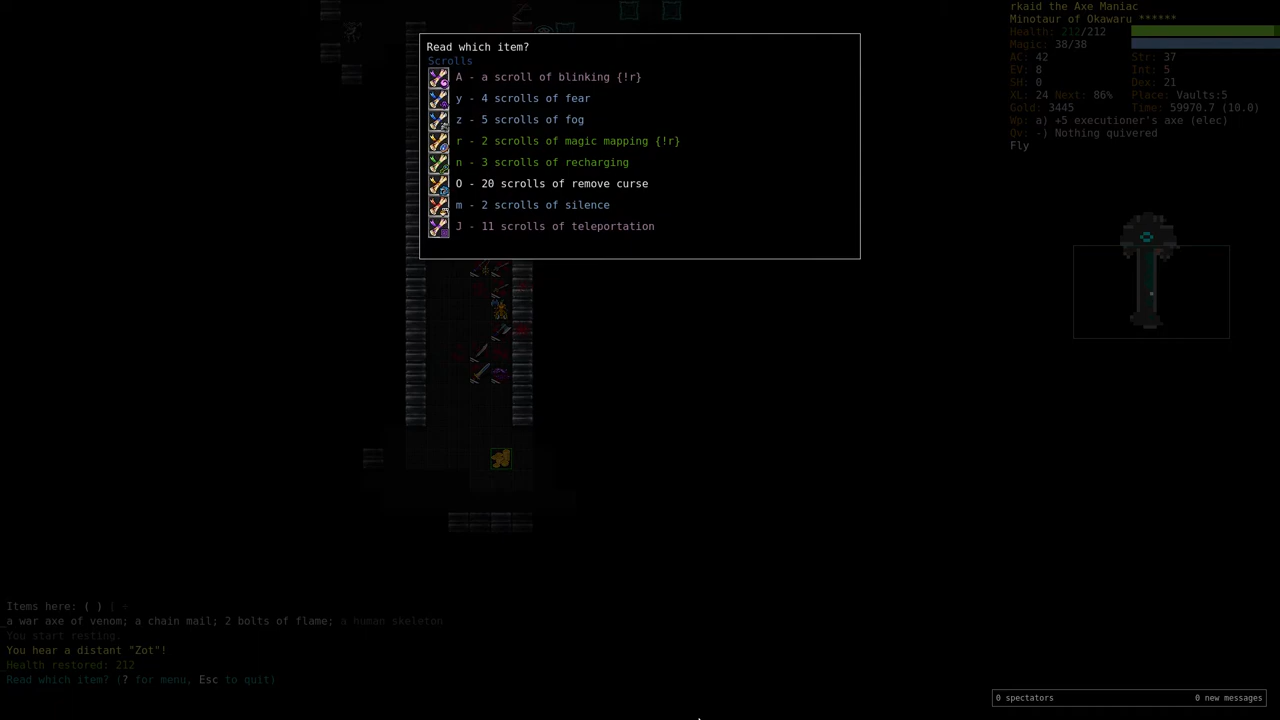 rkaid the Axe Maniac
Minotaur of Okawaru ******
Health: 212/212
Magic: 38/38
AC: 42 Str: 37
EV: 8 Int: 5
SH: 0 Dex: 21
XL: 24 Next: 86% Place: Vaults:5
Gold: 3445 Time: 59970.7 (10.0)
Wp: a) +5 executioner's axe (elec)
Qv: -) Nothing quivered
Fly
Read which item?
Scrolls
A - a scroll of blinking {!r}
y - 4 scrolls of fear
z - 5 scrolls of fog
r - 2 scrolls of magic mapping {!r}
n - 3 scrolls of recharging
O - 20 scrolls of remove curse
m - 2 scrolls of silence
J - 11 scrolls of teleportation
Items here: ( ) [ ÷
a war axe of venom; a chain mail; 2 bolts of flame; a human skeleton
You start resting.
You hear a distant "Zot"!
Health restored: 212
Read which item? (? for menu, Esc to quit)
0 spectators 0 new messages